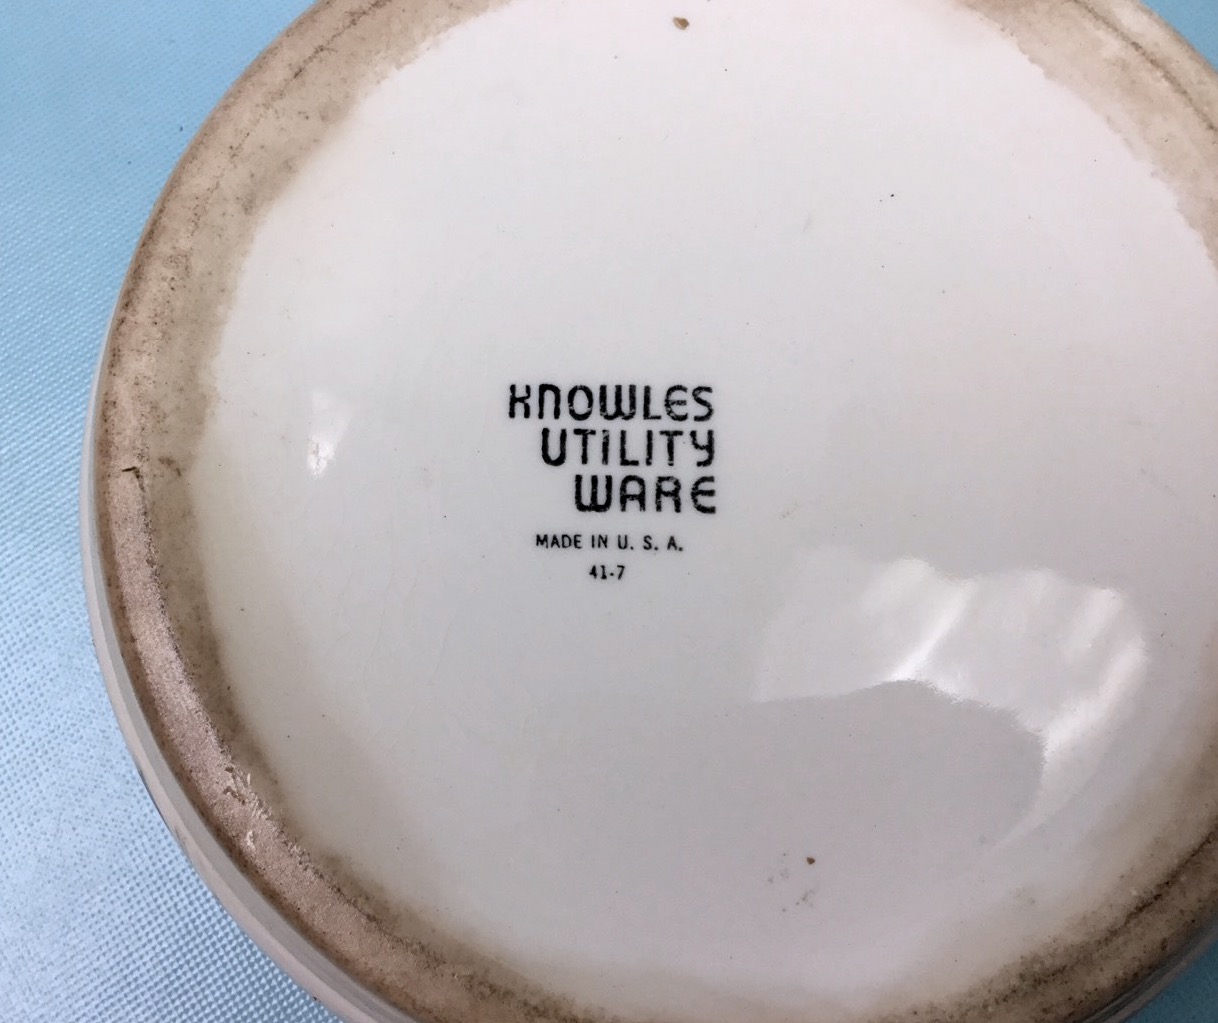 KNOWLES
UTILITY
WARE
MADE IN U. S. A.
41-7